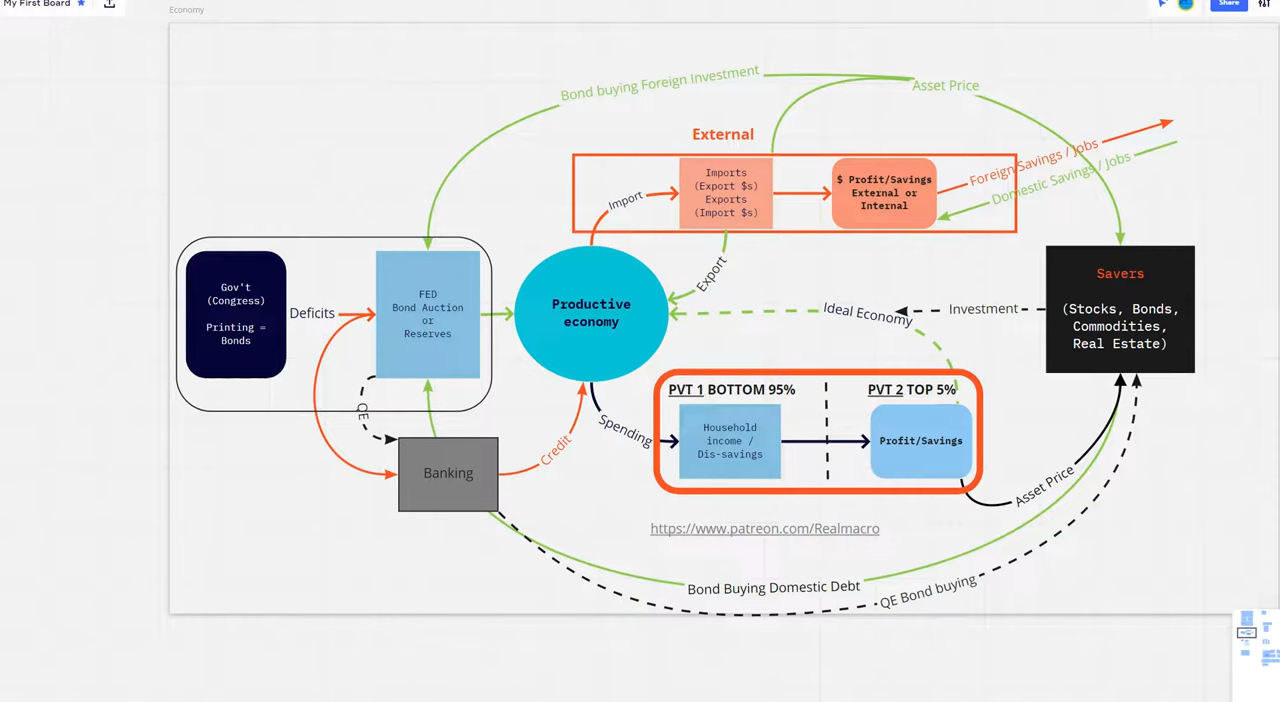 My First Board
Share
Economy
Bond buying Foreign Investment
Asset Price
External
Imports
(Export $s)
Exports
(Import $s)
$ Profit/Savings
External or
Internal
Foreign Savings / Jobs
Domestic Savings / Jobs
Import
Export
Gov't
(Congress)
Printing =
Bonds
Deficits
FED
Bond Auction
or
Reserves
Productive
economy
Ideal Economy
Investment
Savers
(Stocks, Bonds,
Commodities,
Real Estate)
QE
Banking
Credit
Spending
PVT 1 BOTTOM 95%
PVT 2 TOP 5%
Household
income /
Dis-savings
Profit/Savings
Asset Price
https://www.patreon.com/Realmacro
Bond Buying Domestic Debt
QE Bond buying